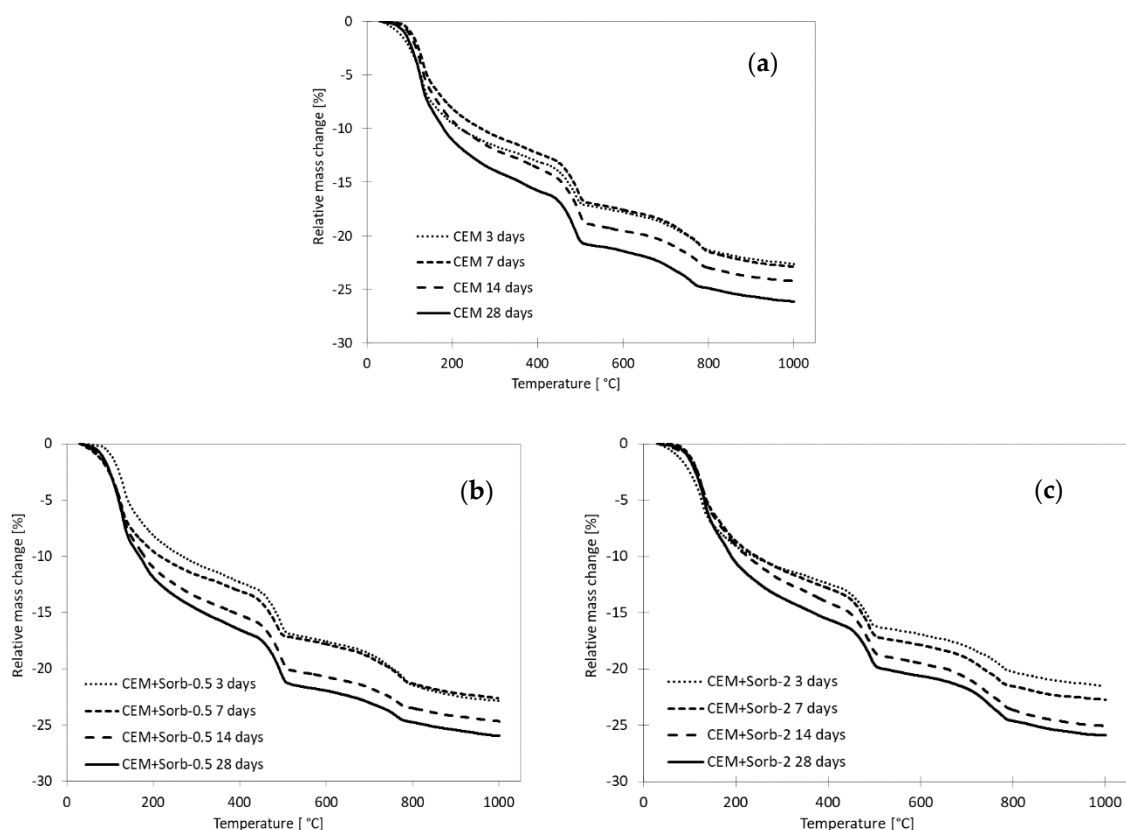 (a)
Relative mass change [%]
0
-5
-10
-15
-20
-25
-30
CEM 3 days
CEM 7 days
CEM 14 days
CEM 28 days
0 200 400 600 800 1000
Temperature [ °C]
(b)
Relative mass change [%]
0
-5
-10
-15
-20
-25
-30
CEM+Sorb-0.5 3 days
CEM+Sorb-0.5 7 days
CEM+Sorb-0.5 14 days
CEM+Sorb-0.5 28 days
0 200 400 600 800 1000
Temperature [ °C]
(c)
Relative mass change [%]
0
-5
-10
-15
-20
-25
-30
CEM+Sorb-2 3 days
CEM+Sorb-2 7 days
CEM+Sorb-2 14 days
CEM+Sorb-2 28 days
0 200 400 600 800 1000
Temperature [ °C]